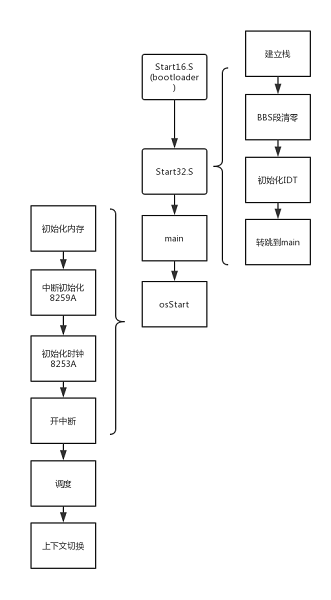 Start16.S
(bootloader
)
Start32.S
main
osStart
建立栈
BBS段清零
初始化IDT
转跳到main
初始化内存
中断初始化
8259A
初始化时钟
8253A
开中断
调度
上下文切换